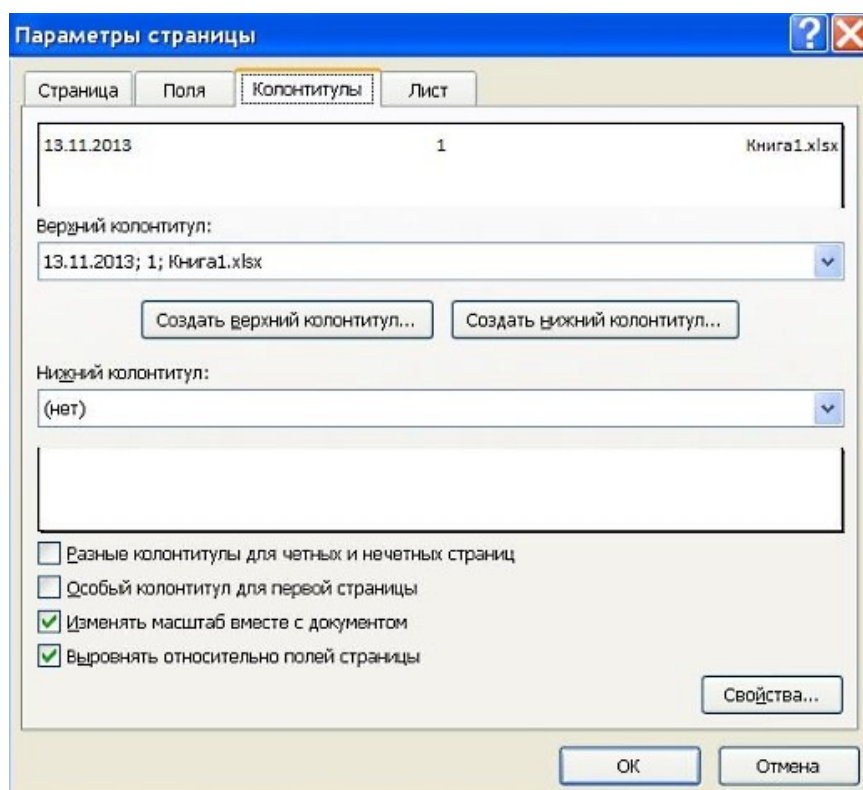 Параметры страницы
Страница Поля Колонтитулы Лист
13.11.2013 1 Книга1.xlsx
Верхний колонтитул:
13.11.2013; 1; Книга1.xlsx
Создать верхний колонтитул... Создать нижний колонтитул...
Нижний колонтитул:
(нет)
Разные колонтитулы для четных и нечетных страниц
Особый колонтитул для первой страницы
Изменять масштаб вместе с документом
Выровнять относительно полей страницы
Свойства...
ОК Отмена